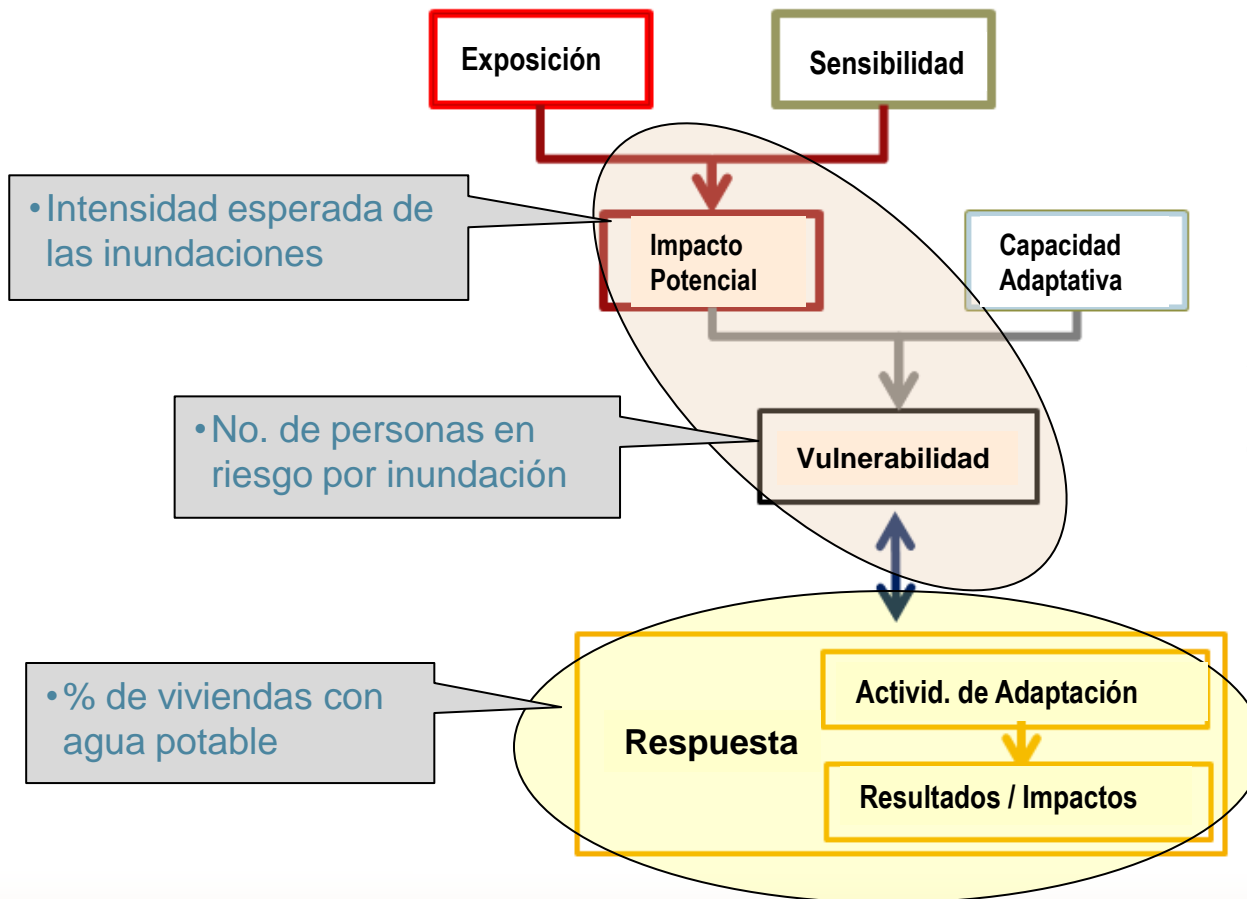 Exposición
Sensibilidad
• Intensidad esperada de
las inundaciones
Impacto
Potencial
Capacidad
Adaptativa
• No. de personas en
riesgo por inundación
Vulnerabilidad
• % de viviendas con
agua potable
Respuesta
Activid. de Adaptación
Resultados / Impactos